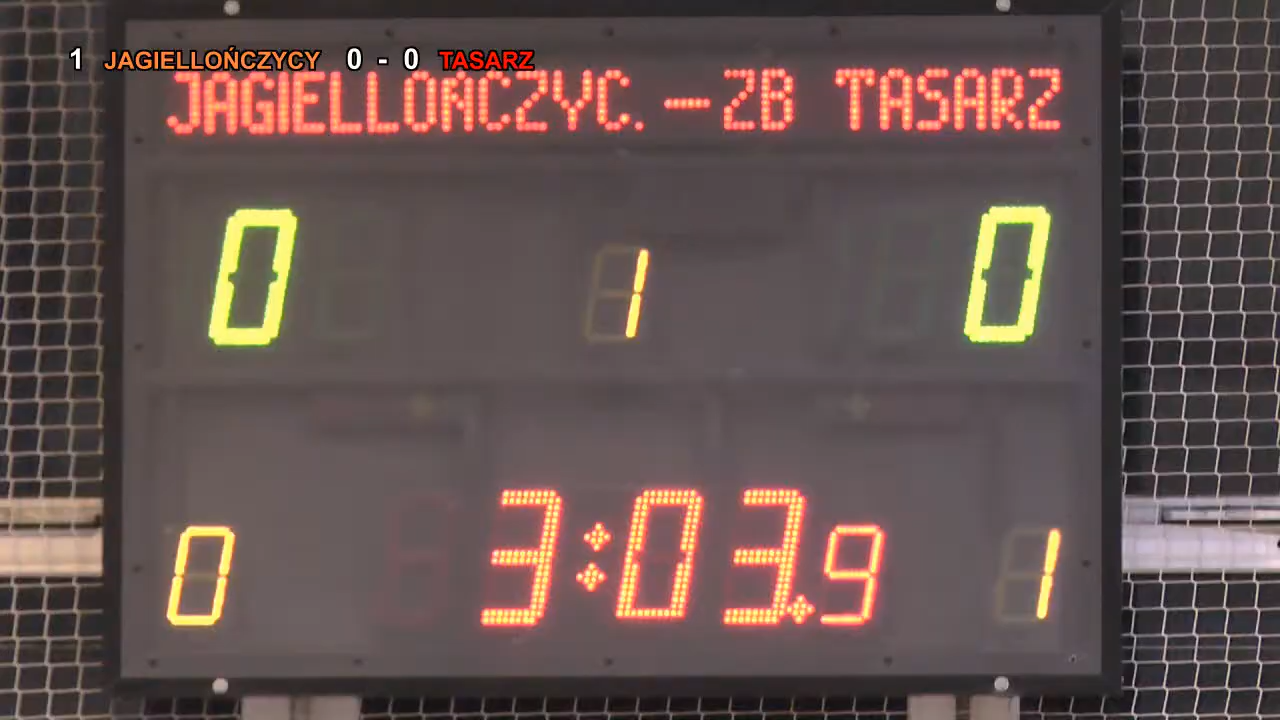 1 JAGIELLOŃCZYCY 0 - 0 TASARZ
JAGIELLOŃCZYC.-ZB TASARZ
0 1 0
0 3:03.9 1